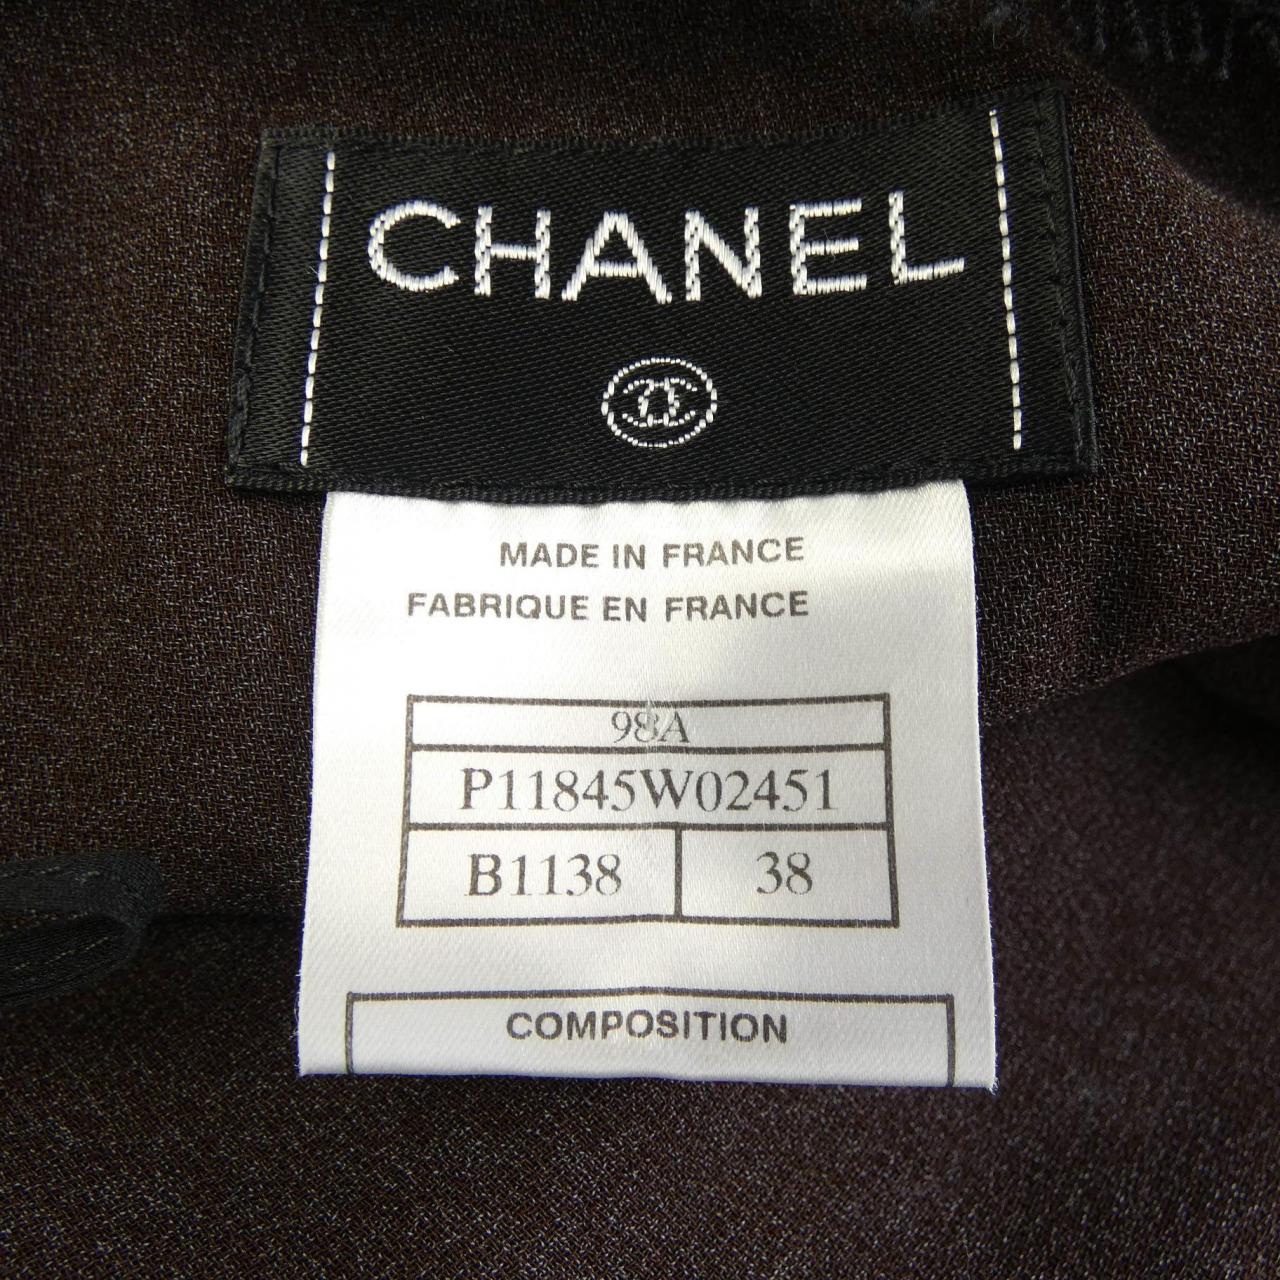 CHANEL
MADE IN FRANCE
FABRIQUE EN FRANCE
98A
P11845W02451
B1138 38
COMPOSITION